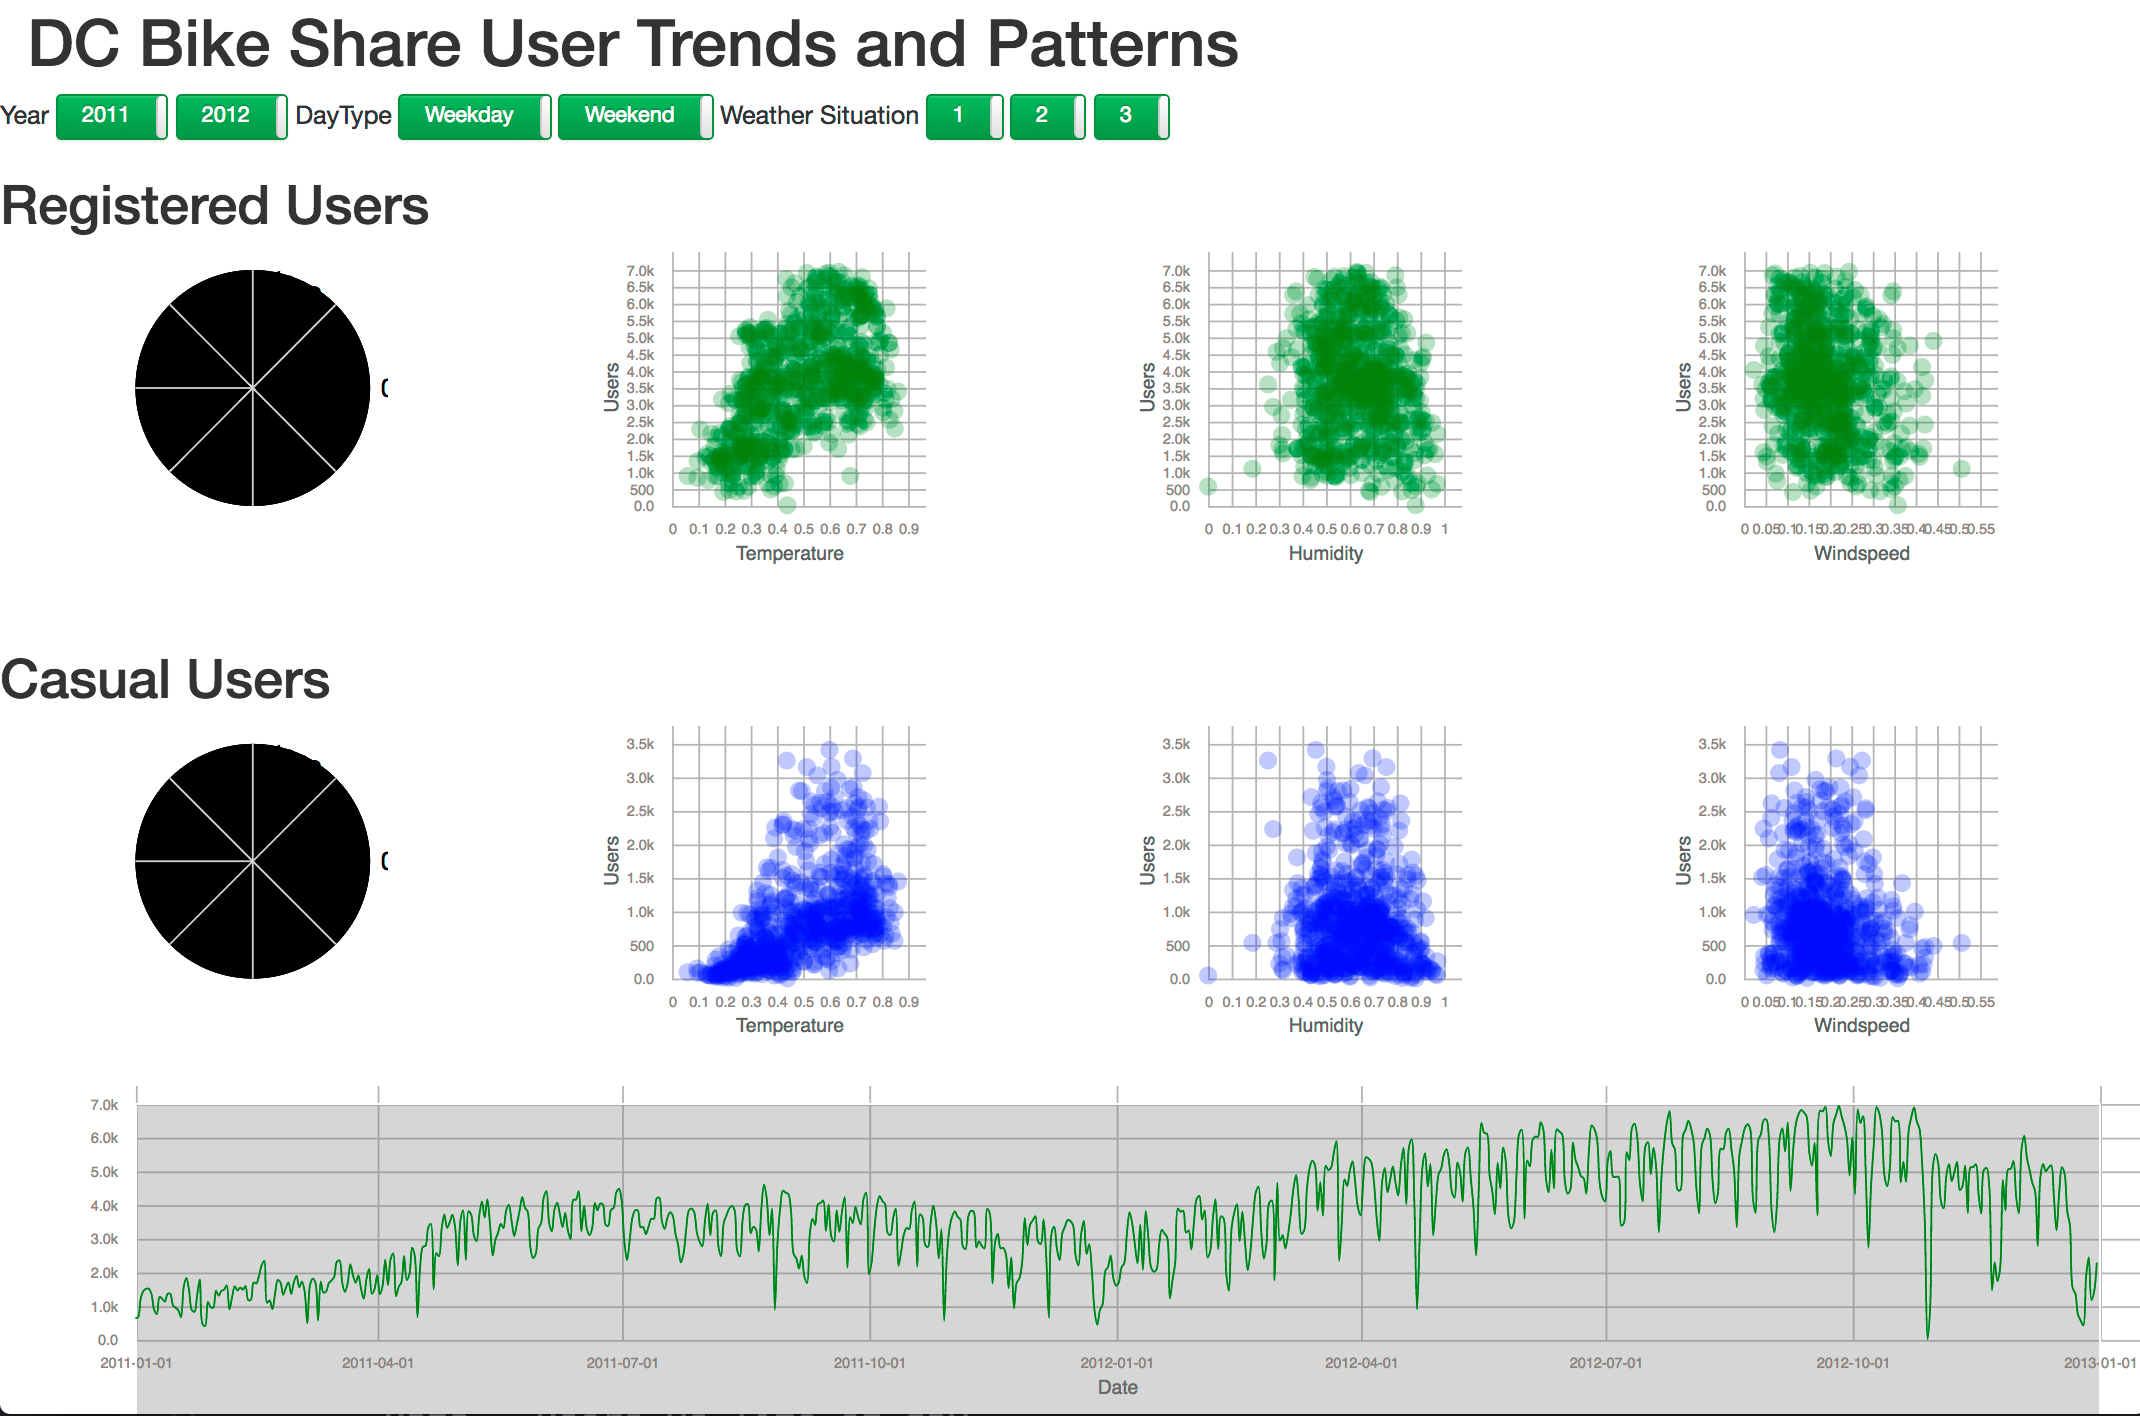 DC Bike Share User Trends and Patterns
Year 2011 2012 DayType Weekday Weekend Weather Situation 1 2 3
Registered Users
7.0k
6.5k
6.0k
5.5k
5.0k
4.5k
4.0k
3.5k
3.0k
2.5k
2.0k
1.5k
1.0k
500
0.0
Users
0 0.1 0.2 0.3 0.4 0.5 0.6 0.7 0.8 0.9
Temperature
7.0k
6.5k
6.0k
5.5k
5.0k
4.5k
4.0k
3.5k
3.0k
2.5k
2.0k
1.5k
1.0k
500
0.0
Users
0 0.1 0.2 0.3 0.4 0.5 0.6 0.7 0.8 0.9 1
Humidity
7.0k
6.5k
6.0k
5.5k
5.0k
4.5k
4.0k
3.5k
3.0k
2.5k
2.0k
1.5k
1.0k
500
0.0
Users
0 0.05 0.1 0.15 0.2 0.25 0.3 0.35 0.4 0.45 0.5 0.55
Windspeed
Casual Users
3.5k
3.0k
2.5k
2.0k
1.5k
1.0k
500
0.0
Users
0 0.1 0.2 0.3 0.4 0.5 0.6 0.7 0.8 0.9
Temperature
3.5k
3.0k
2.5k
2.0k
1.5k
1.0k
500
0.0
Users
0 0.1 0.2 0.3 0.4 0.5 0.6 0.7 0.8 0.9 1
Humidity
3.5k
3.0k
2.5k
2.0k
1.5k
1.0k
500
0.0
Users
0 0.05 0.1 0.15 0.2 0.25 0.3 0.35 0.4 0.45 0.5 0.55
Windspeed
7.0k
6.0k
5.0k
4.0k
3.0k
2.0k
1.0k
0.0
2011-01-01 2011-04-01 2011-07-01 2011-10-01 2012-01-01 2012-04-01 2012-07-01 2012-10-01 2013-01-01
Date